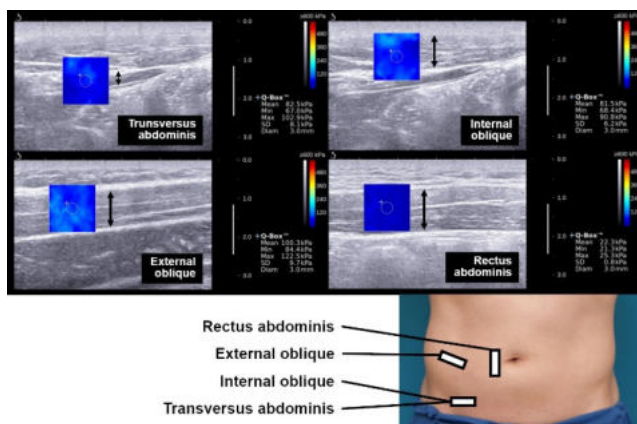 +Q-Box™
Mean 82.5kPa
Min 67.0kPa
Max 102.9kPa
SD 8.1kPa
Diam 3.0mm
Trunsversus
abdominis
+Q-Box™
Mean 81.5kPa
Min 68.4kPa
Max 90.8kPa
SD 6.2kPa
Diam 3.0mm
Internal
oblique
+Q-Box™
Mean
Min 84.4kPa
Max 122.5kPa
SD 9.7kPa
Diam 3.0mm
External
oblique
+Q-Box™
Mean 22.3kPa
Min 21.3kPa
Max 25.3kPa
SD 0.8kPa
Diam 3.0mm
Rectus
abdominis
Rectus abdominis
External oblique
Internal oblique
Transversus abdominis